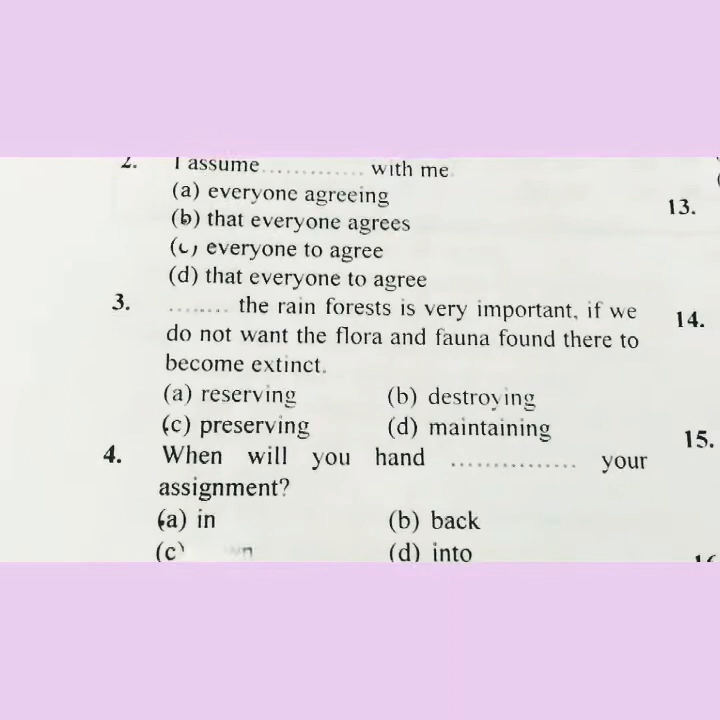 2. I assume.............. with me.
(a) everyone agreeing
(b) that everyone agrees
(c) everyone to agree
(d) that everyone to agree
3. ......... the rain forests is very important, if we
do not want the flora and fauna found there to
become extinct.
(a) reserving (b) destroying
(c) preserving (d) maintaining
4. When will you hand ............... your
assignment?
(a) in (b) back
(c) (d) into
13.
14.
15.